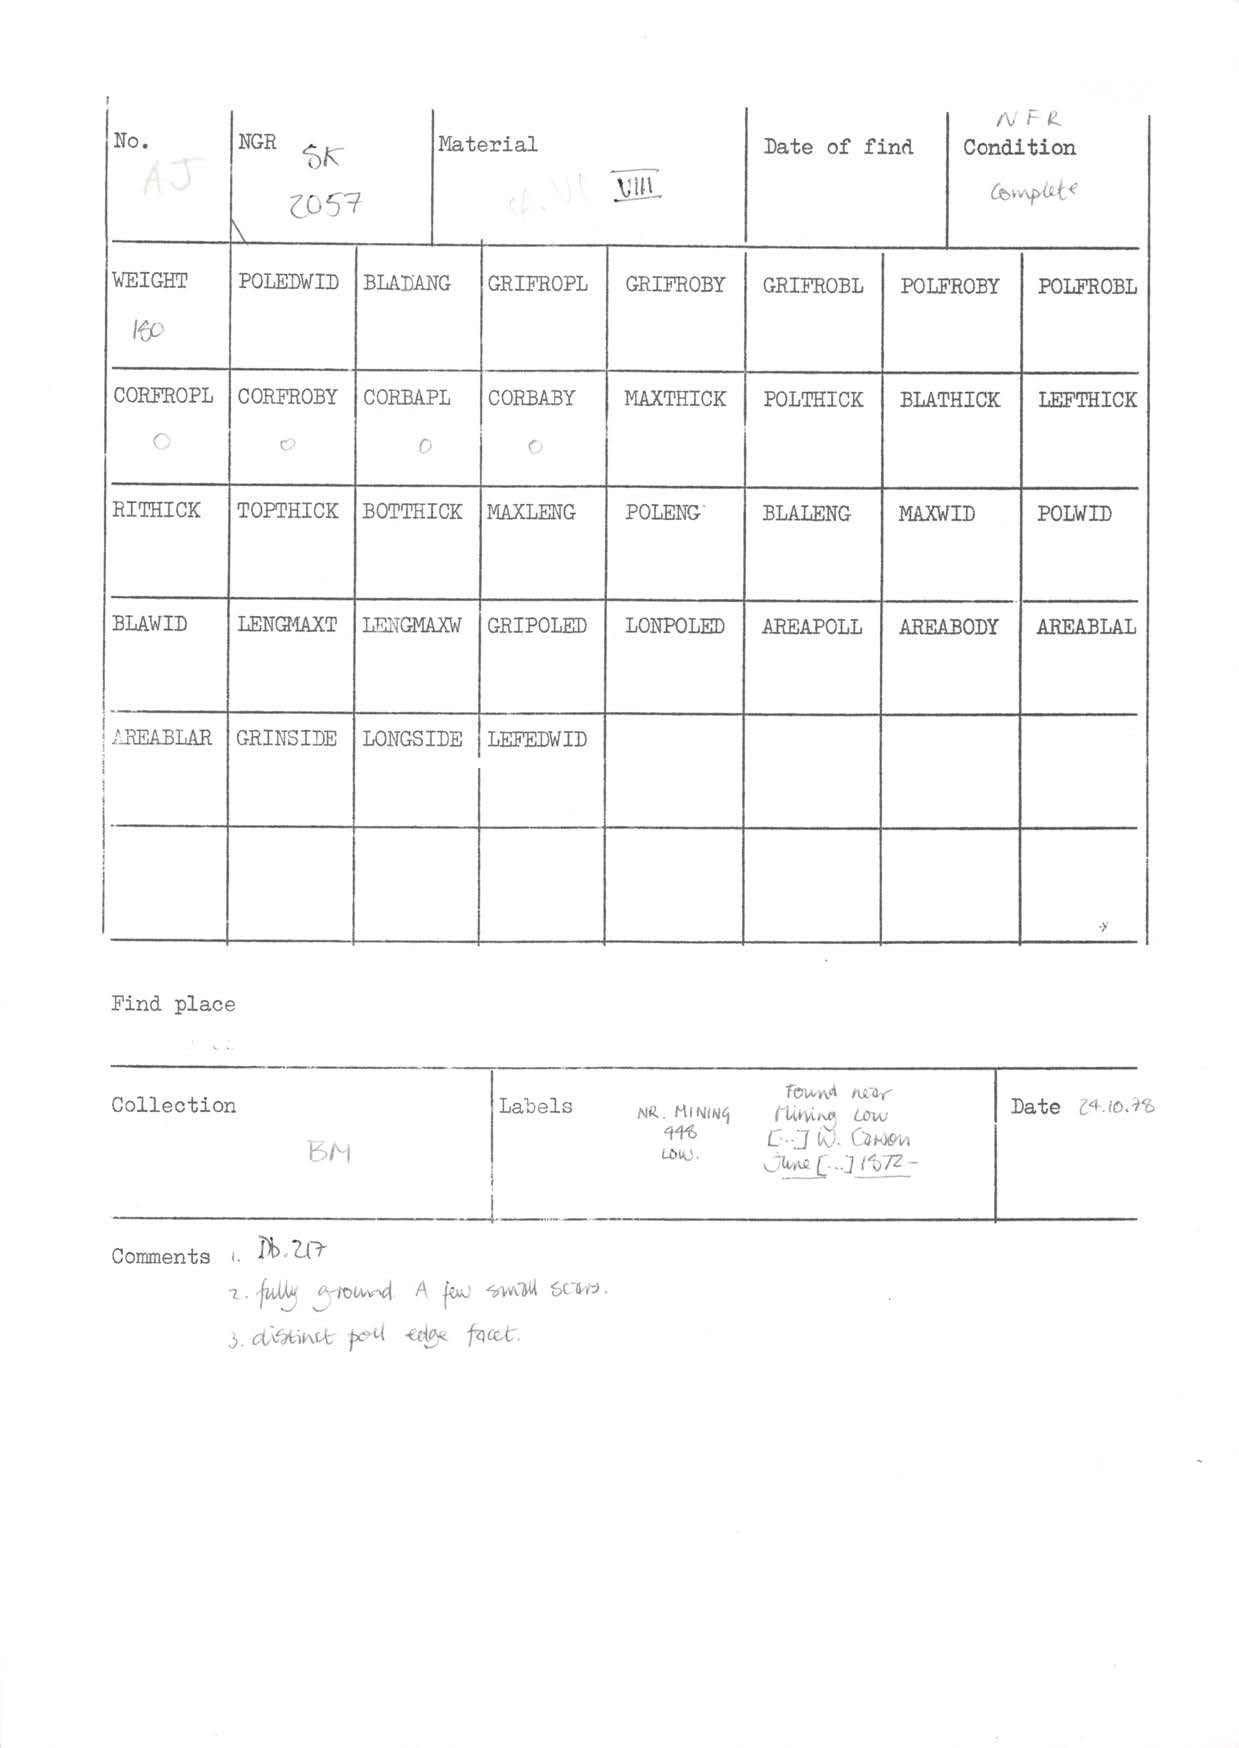 No.
AJ
NGR
SK
2057
Material
VIII
Date of find
NFR
Condition
Complete
WEIGHT POLEDWID BLADANG GRIFROPL GRIFROBY GRIFROBL POLFROBY POLFROBL
180
CORFROPL CORFROBY CORBAPL CORBABY MAXTHICK POLTHICK BLATHICK LEFTHICK
0 0 0 0
RITHICK TOPTHICK BOTTHICK MAXLENG POLENG BLALENG MAXWID POLWID
BLAWID LENGMAXT LENGMAXW GRIPOLED LONPOLED AREAPOLL AREABODY AREABLAL
AREABLAR GRINSIDE LONGSIDE LEFEDWID
Find place
Collection
BM
Labels
NR. MINING
448
LOW.
Found near
Mining Low
[...] W.
June [...] 1872-
Date 24.10.78
Comments 1. Db.217
2. fully ground. A few small scars.
3. distinct poll edge facet.